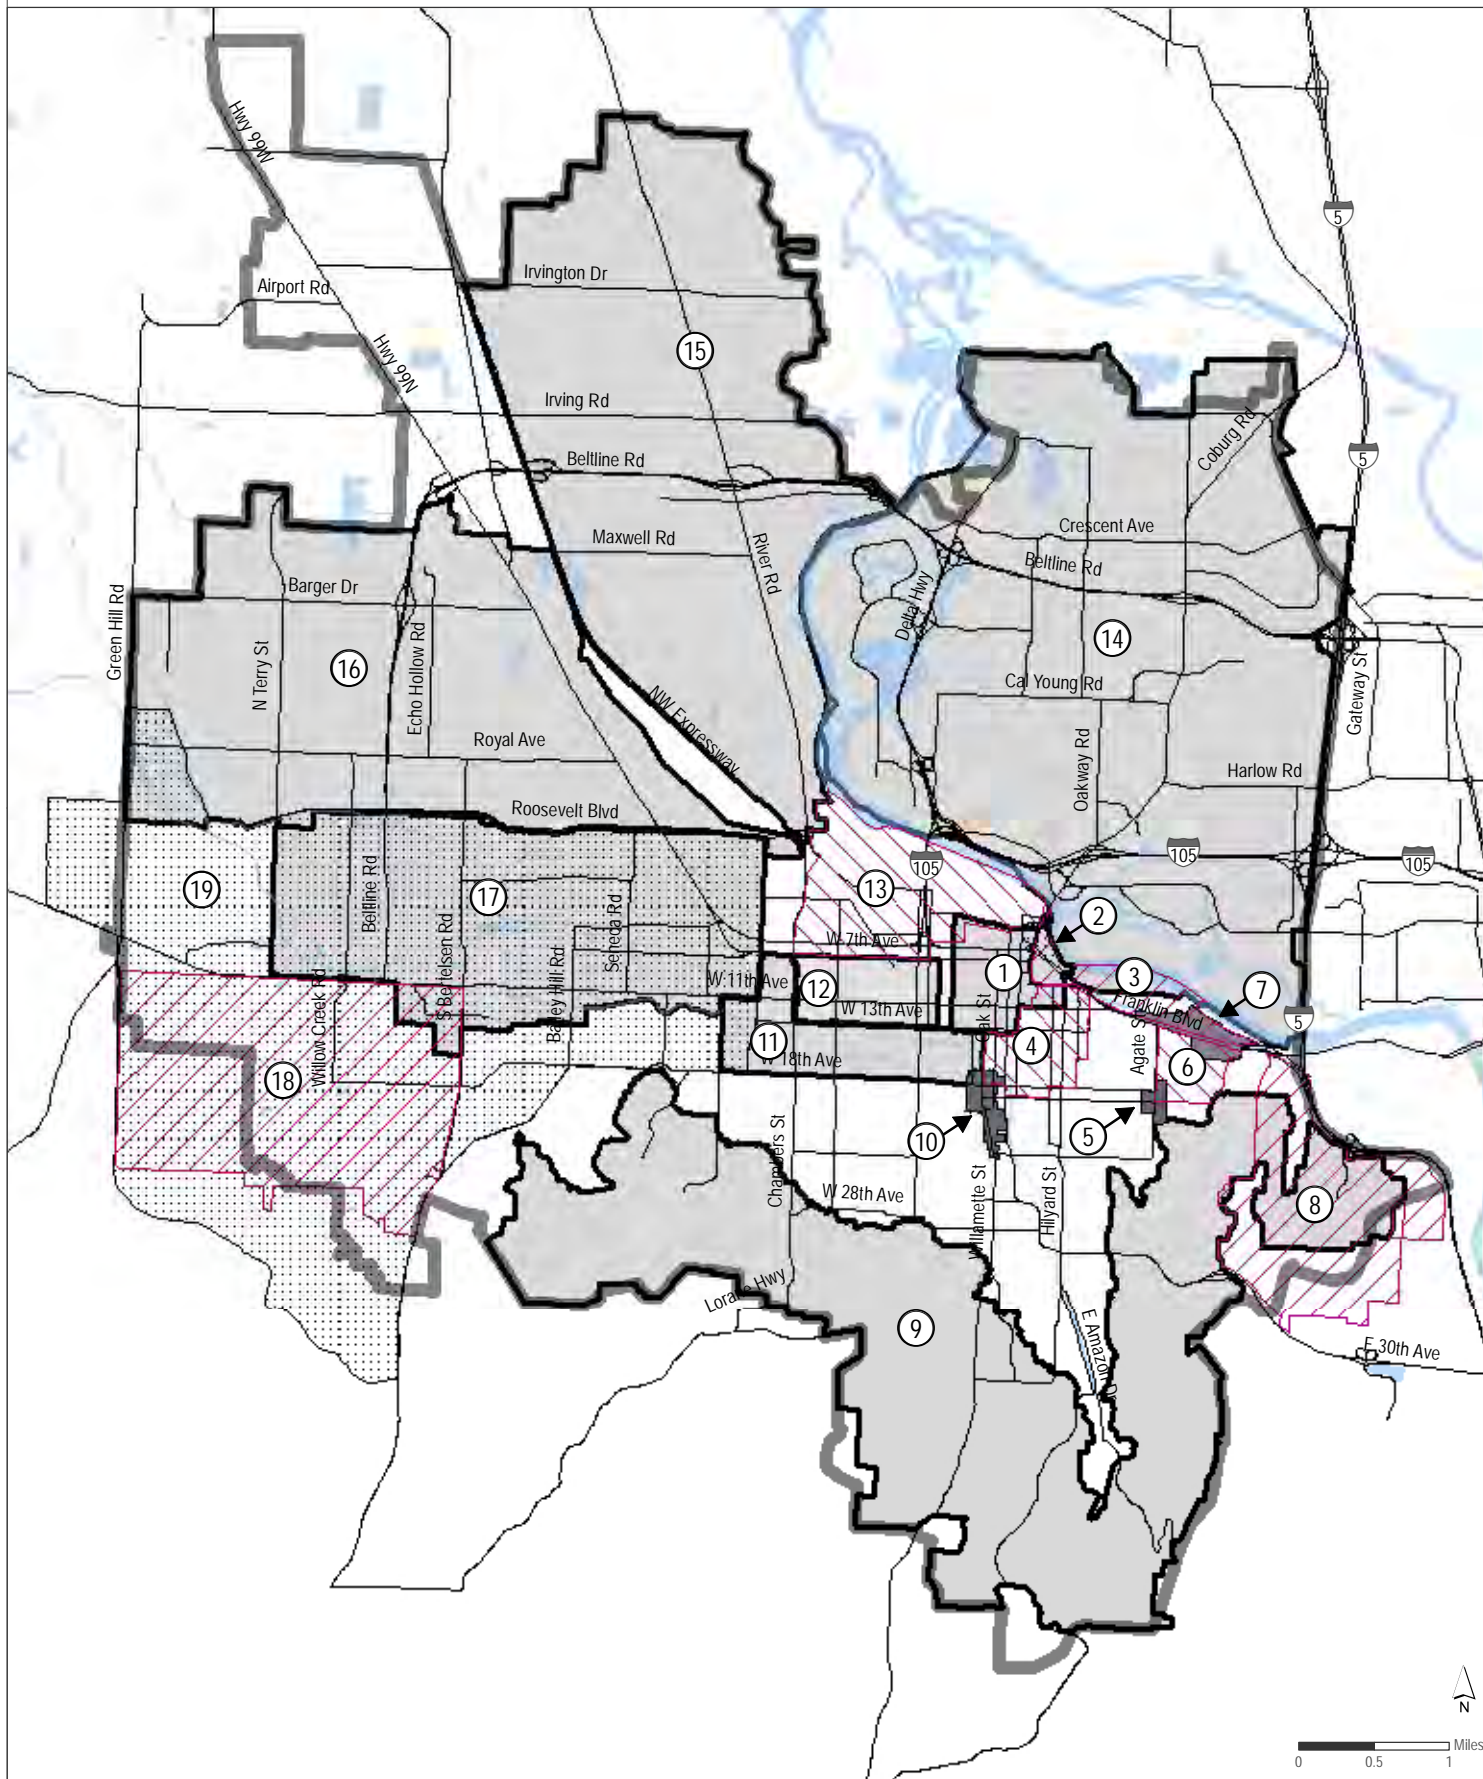 Hwy 99W
5
Irvington Dr
Airport Rd
15
Hwy 99N
Irving Rd
Coburg Rd
Beltline Rd
5
Crescent Ave
Maxwell Rd
River Rd
Beltline Rd
Barger Dr
Delta Hwy
Green Hill Rd
14
N Terry St
16
Echo Hollow Rd
Cal Young Rd
Gateway St
NW Expressway
Royal Ave
Oakway Rd
Harlow Rd
Roosevelt Blvd
105
105
105
19
Beltline Rd
17
13
Seneca Rd
2
S Bertelsen Rd
W 7th Ave
Bailey Hill Rd
W 11th Ave
12
1
3
7
W 13th Ave
Oak St
Franklin Blvd
5
11
4
Agate St
W 18th Ave
6
Willow Creek Rd
18
10
5
Chambers St
W 28th Ave
Willamette St
Hilyard St
8
Lorane Hwy
9
E Amazon Dr
E 30th Ave
N
Miles
0 0.5 1